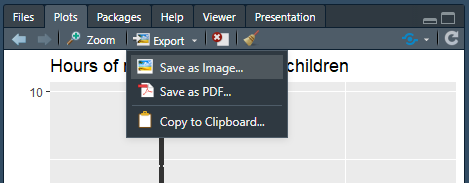 Files Plots Packages Help Viewer Presentation
Zoom Export
Hours of children
Save as Image...
10 Save as PDF...
Copy to Clipboard...